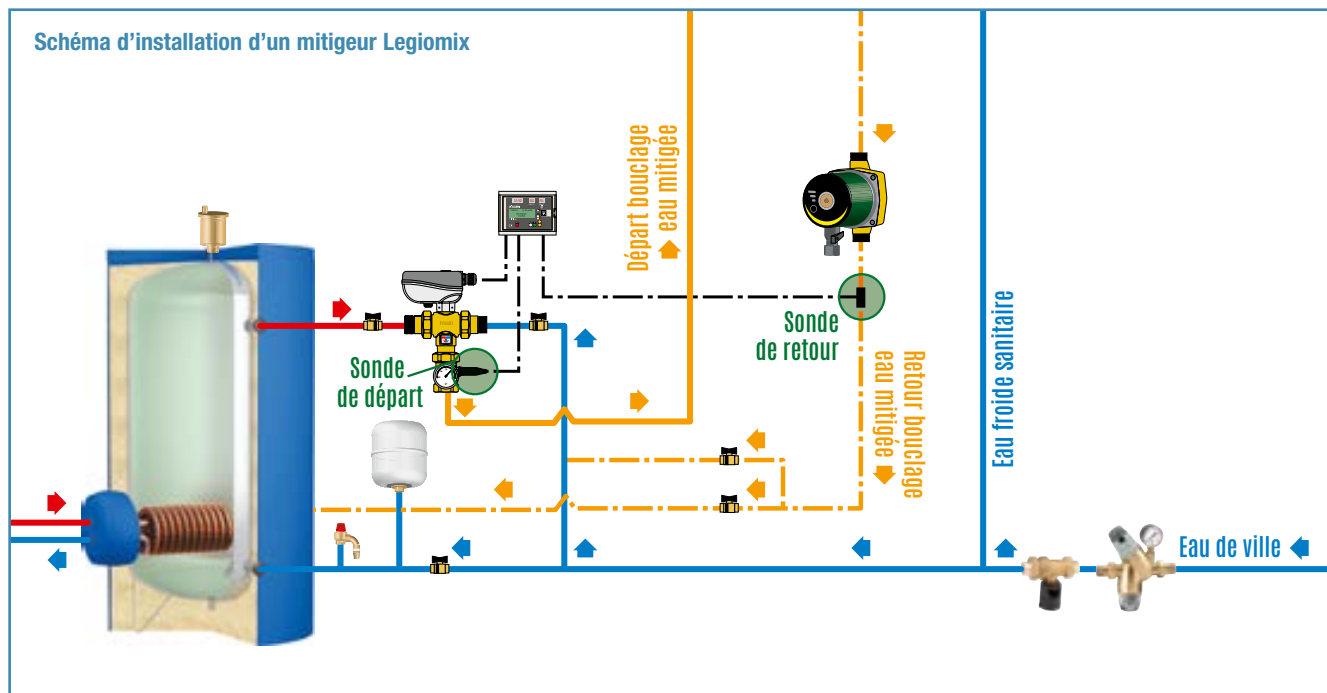 Schéma d’installation d’un mitigeur Legiomix
Départ bouclage
eau mitigée
Sonde
de départ
Sonde
de retour
Retour bouclage
eau mitigée
Eau froide sanitaire
Eau de ville